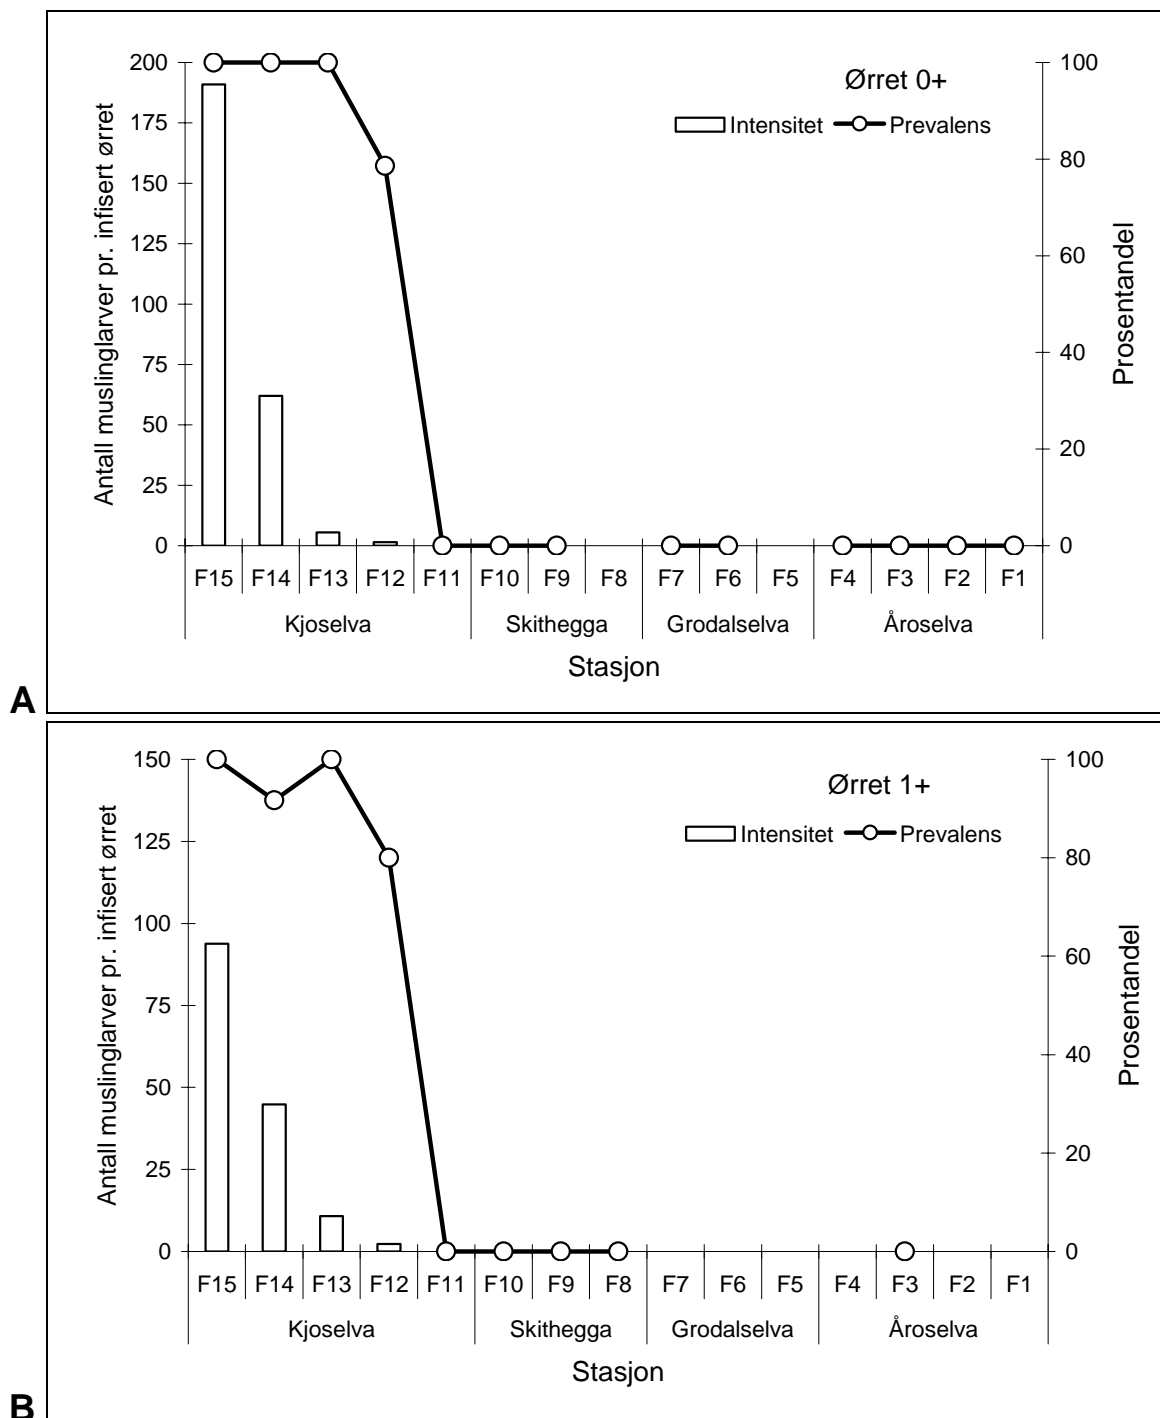 Ørret 0+
Intensitet Prevalens
Antall muslinglarver pr. infisert ørret
200
175
150
125
100
75
50
25
0
100
80
60
40
20
0
Prosentandel
F15 F14 F13 F12 F11 F10 F9 F8 F7 F6 F5 F4 F3 F2 F1
Kjoselva Skithegga Grodalselva Åroselva
Stasjon
A
Ørret 1+
Intensitet Prevalens
Antall muslinglarver pr. infisert ørret
150
125
100
75
50
25
0
100
80
60
40
20
0
Prosentandel
F15 F14 F13 F12 F11 F10 F9 F8 F7 F6 F5 F4 F3 F2 F1
Kjoselva Skithegga Grodalselva Åroselva
Stasjon
B